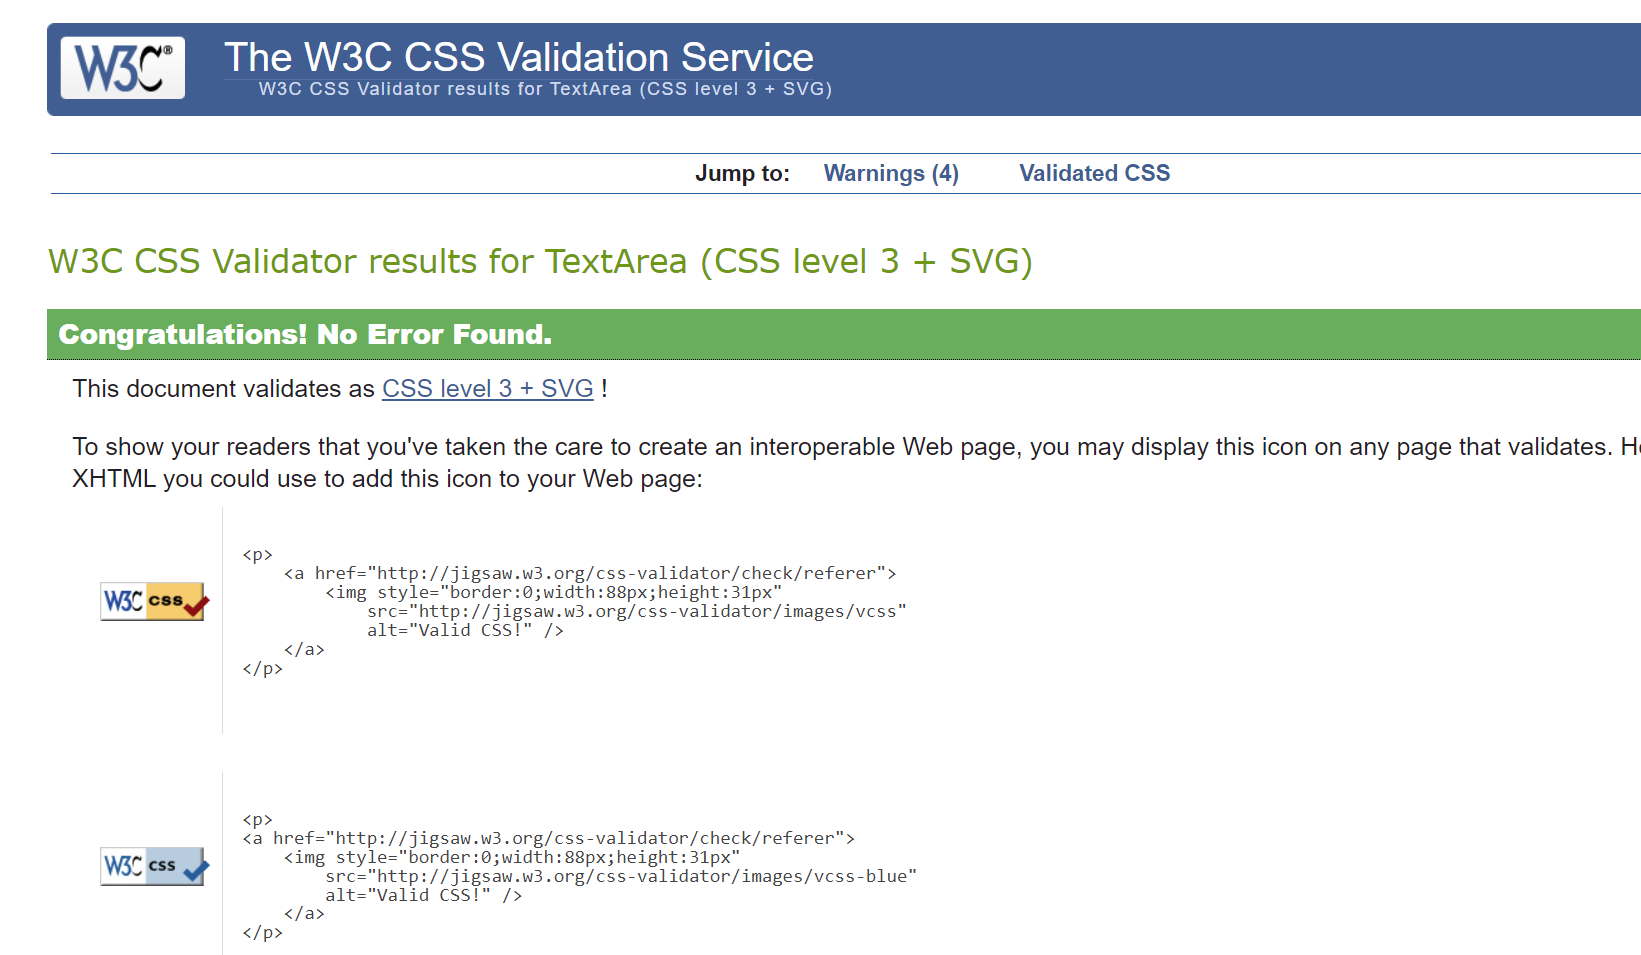 W3C®
The W3C CSS Validation Service
W3C CSS Validator results for TextArea (CSS level 3 + SVG)
Jump to: Warnings (4) Validated CSS
W3C CSS Validator results for TextArea (CSS level 3 + SVG)
Congratulations! No Error Found.
This document validates as CSS level 3 + SVG !
To show your readers that you've taken the care to create an interoperable Web page, you may display this icon on any page that validates.
XHTML you could use to add this icon to your Web page:
W3C css
<p>
    <a href="http://jigsaw.w3.org/css-validator/check/referer">
        <img style="border:0;width:88px;height:31px"
            src="http://jigsaw.w3.org/css-validator/images/vcss"
            alt="Valid CSS!" />
    </a>
</p>
W3C css
<p>
<a href="http://jigsaw.w3.org/css-validator/check/referer">
    <img style="border:0;width:88px;height:31px"
        src="http://jigsaw.w3.org/css-validator/images/vcss-blue"
        alt="Valid CSS!" />
    </a>
</p>